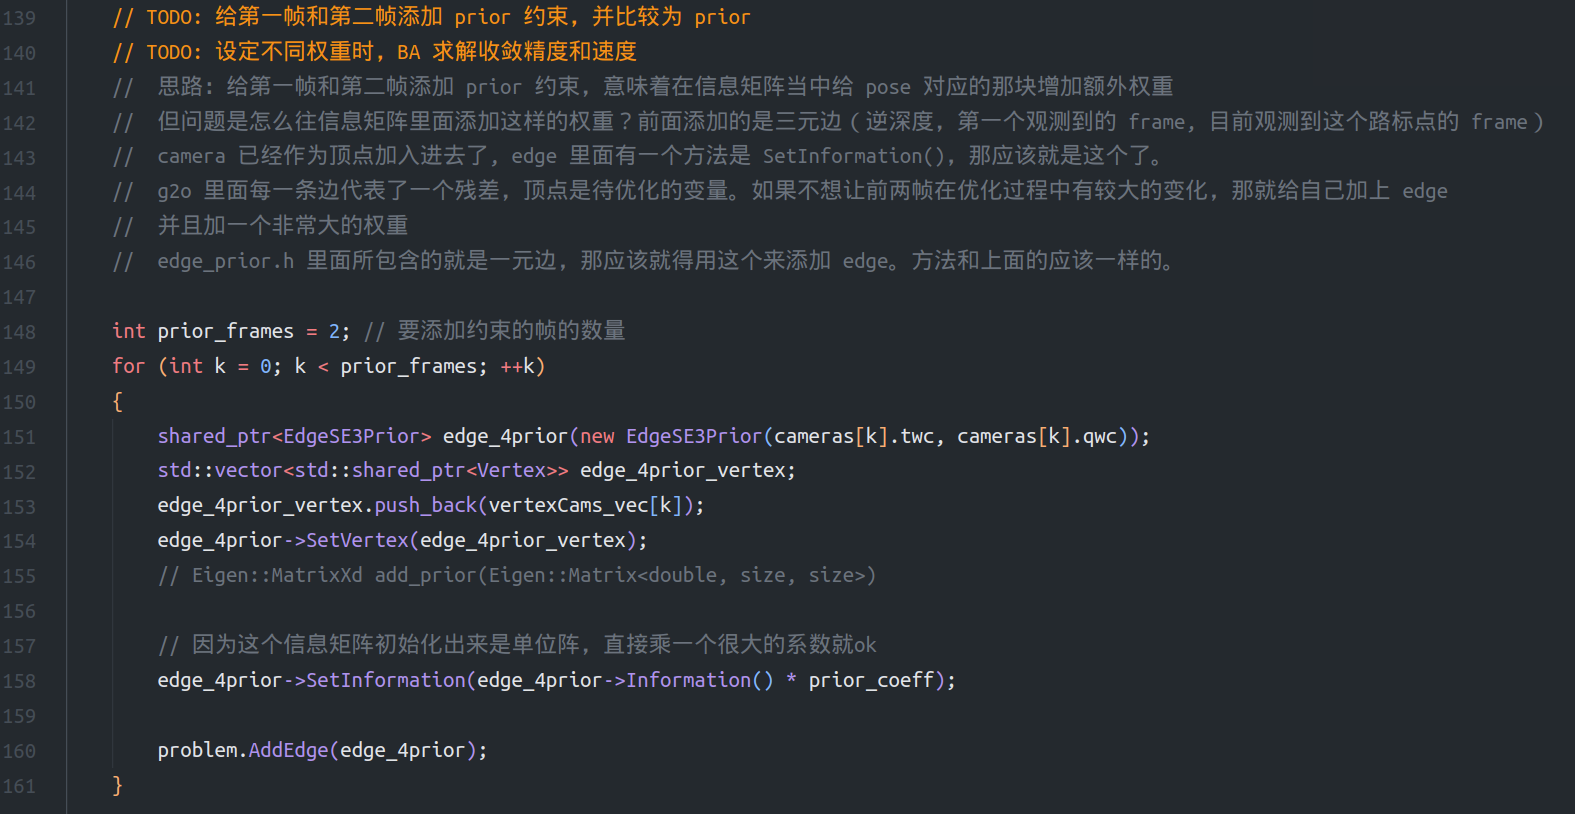 139 // TODO: 给第一帧和第二帧添加 prior 约束，并比较为 prior
140 // TODO: 设定不同权重时，BA 求解收敛精度和速度
141 //  思路: 给第一帧和第二帧添加 prior 约束，意味着在信息矩阵当中给 pose 对应的那块增加额外权重
142 //  但问题是怎么往信息矩阵里面添加这样的权重？前面添加的是三元边（逆深度，第一个观测到的 frame, 目前观测到这个路标点的 frame）
143 //  camera 已经作为顶点加入进去了, edge 里面有一个方法是 SetInformation()，那应该就是这个了。
144 //  g2o 里面每一条边代表了一个残差，顶点是待优化的变量。如果不想让前两帧在优化过程中有较大的变化，那就给自己加上 edge
145 //  并且加一个非常大的权重
146 //  edge_prior.h 里面所包含的就是一元边，那应该就得用这个来添加 edge。方法和上面的应该一样的。
147
148 int prior_frames = 2; // 要添加约束的帧的数量
149 for (int k = 0; k < prior_frames; ++k)
150 {
151     shared_ptr<EdgeSE3Prior> edge_4prior(new EdgeSE3Prior(cameras[k].twc, cameras[k].qwc));
152     std::vector<std::shared_ptr<Vertex>> edge_4prior_vertex;
153     edge_4prior_vertex.push_back(vertexCams_vec[k]);
154     edge_4prior->SetVertex(edge_4prior_vertex);
155     // Eigen::MatrixXd add_prior(Eigen::Matrix<double, size, size>)
156
157     // 因为这个信息矩阵初始化出来是单位阵，直接乘一个很大的系数就ok
158     edge_4prior->SetInformation(edge_4prior->Information() * prior_coeff);
159
160     problem.AddEdge(edge_4prior);
161 }